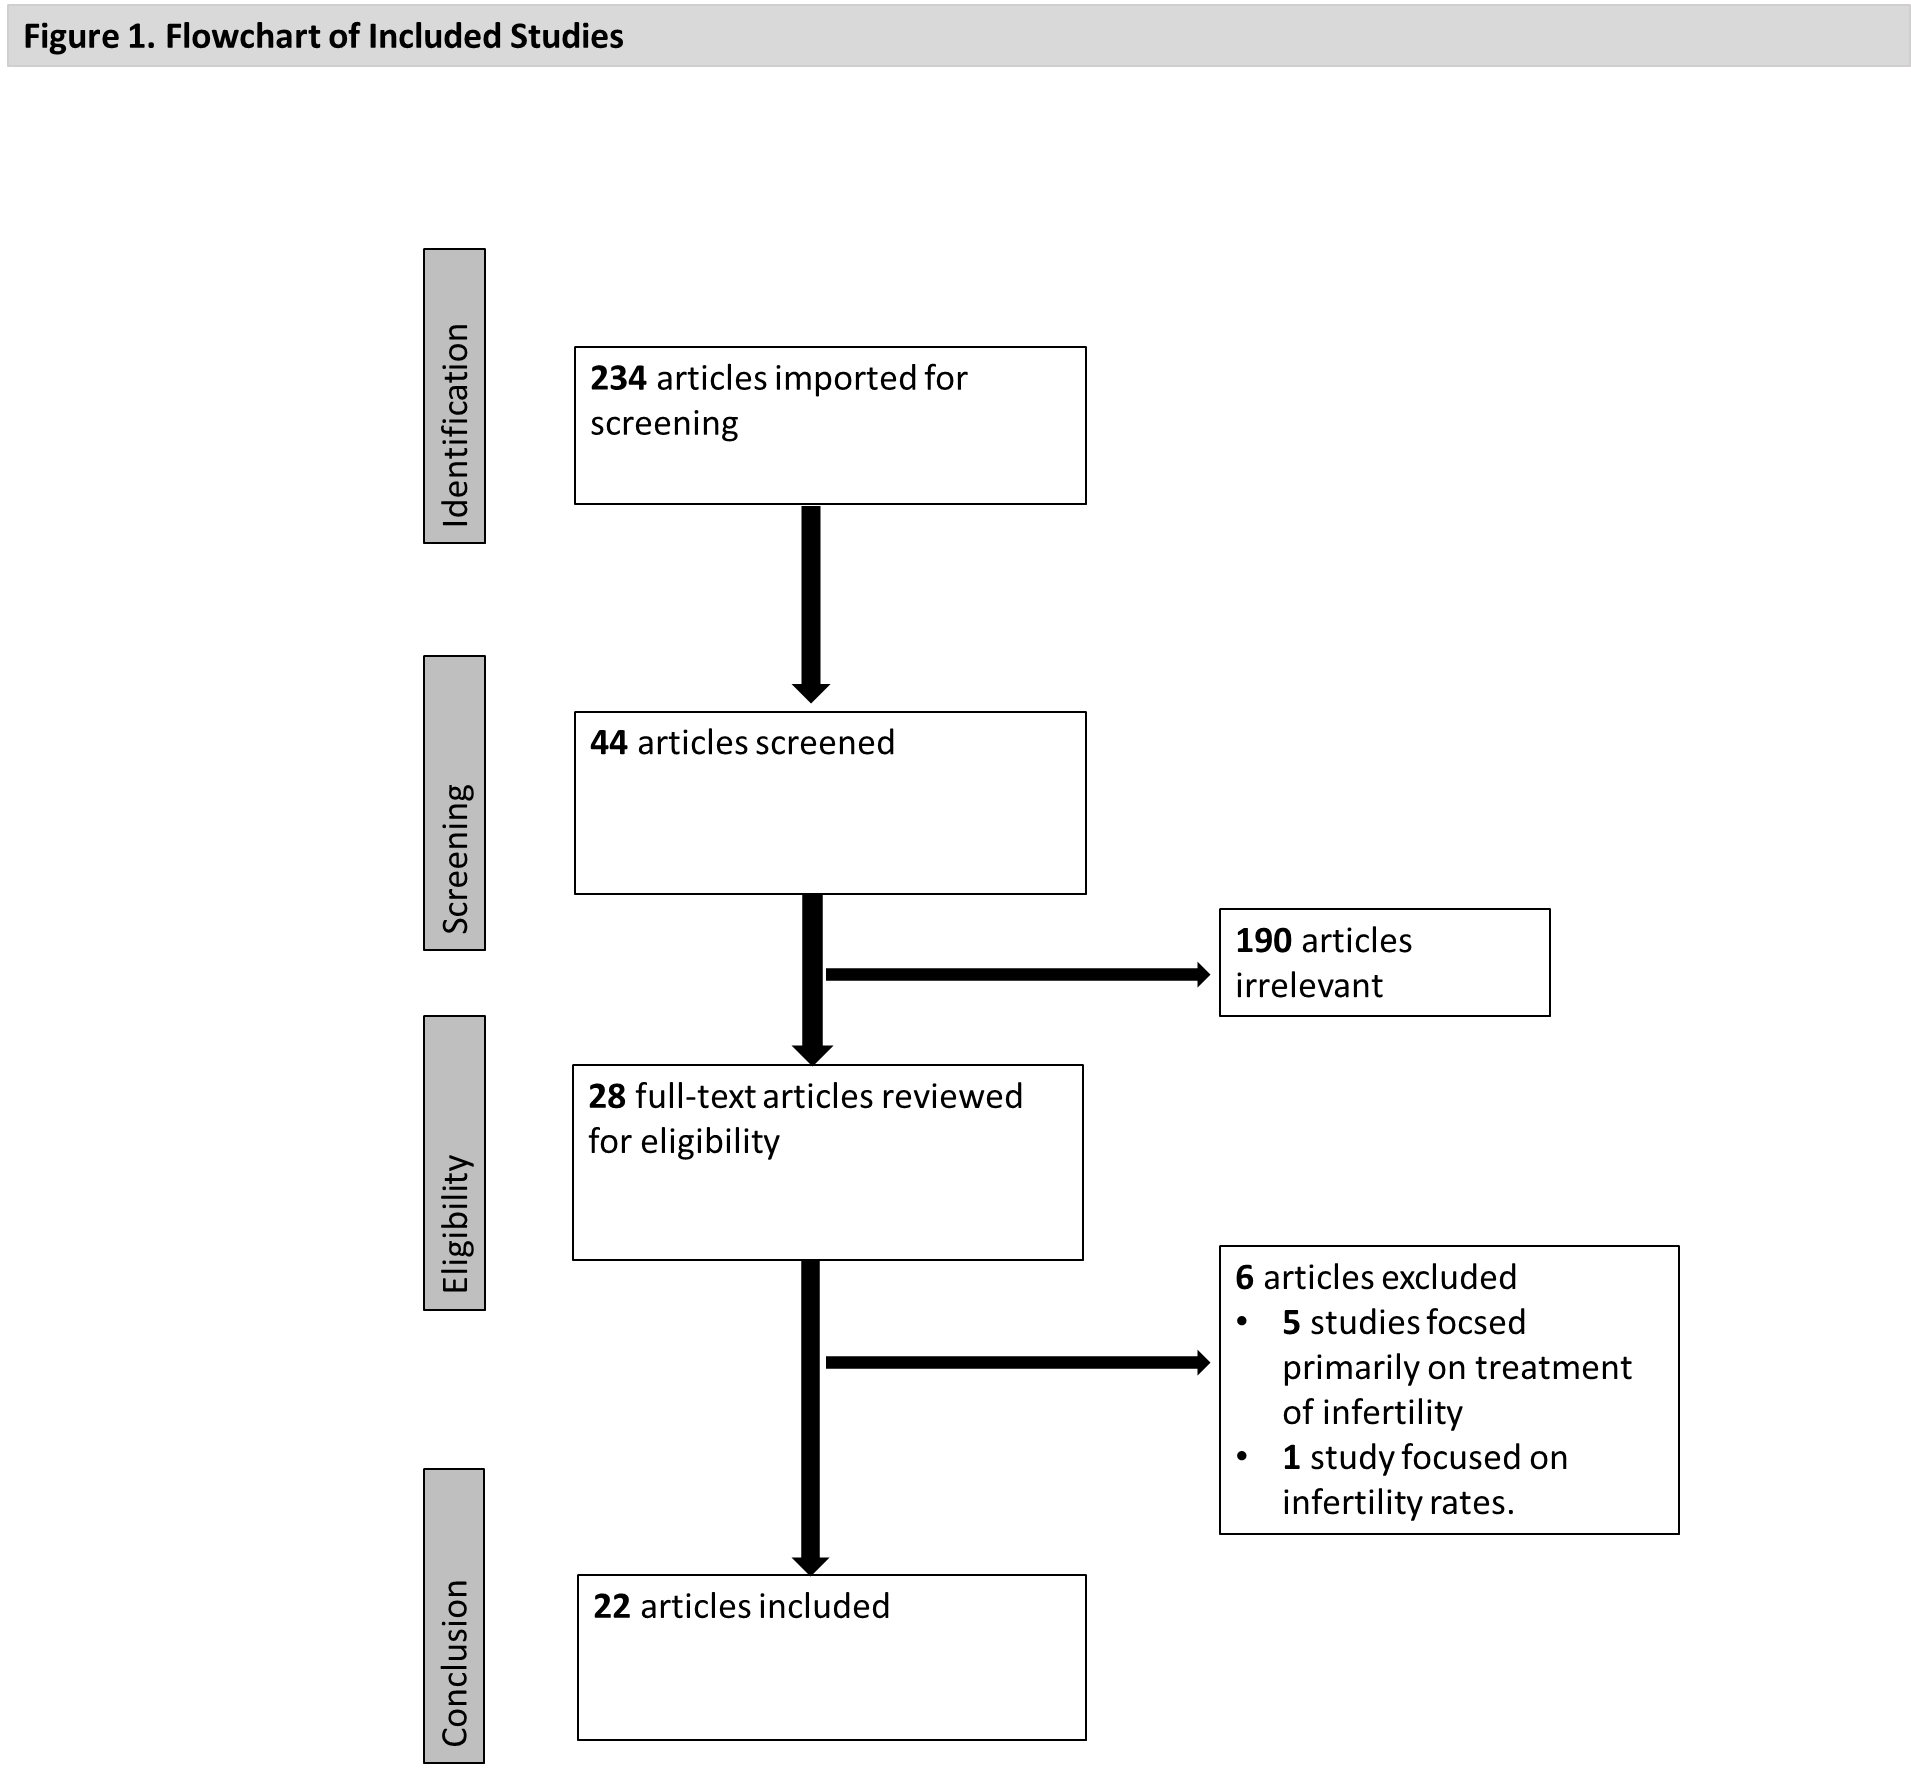 Figure 1. Flowchart of Included Studies
Identification
234 articles imported for
screening
Screening
44 articles screened
190 articles
irrelevant
Eligibility
28 full-text articles reviewed
for eligibility
6 articles excluded
• 5 studies focsed
primarily on treatment
of infertility
• 1 study focused on
infertility rates.
Conclusion
22 articles included